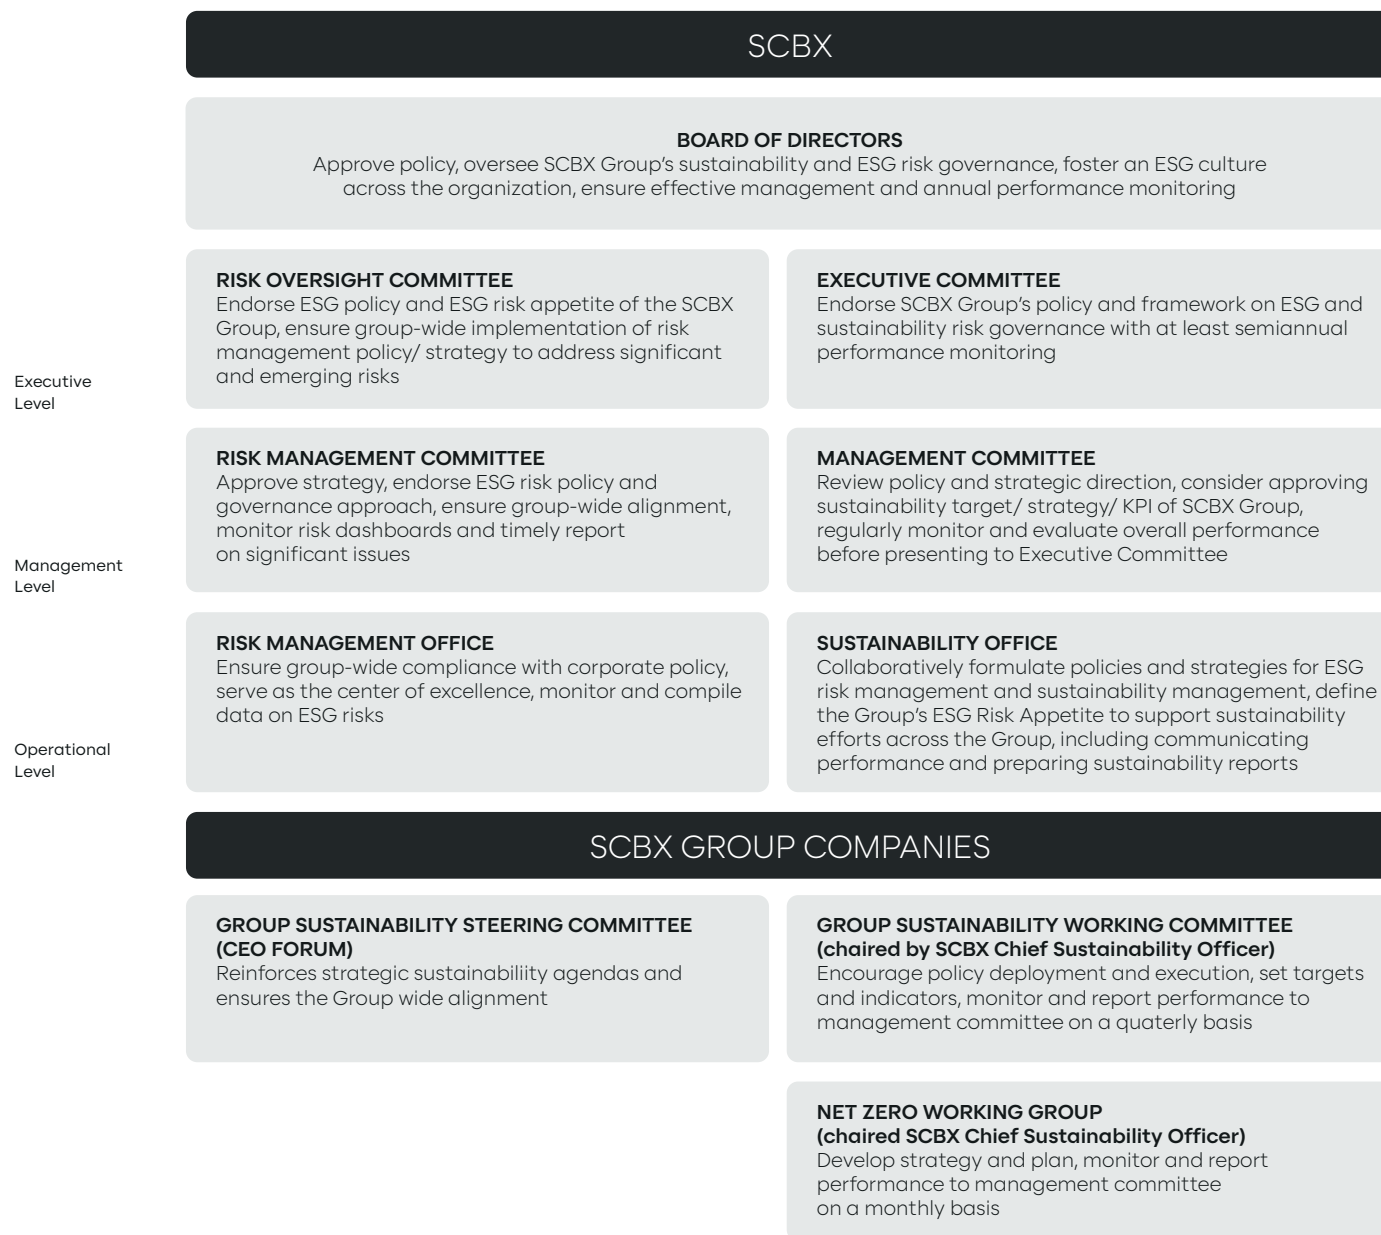 SCBX
BOARD OF DIRECTORS
Approve policy, oversee SCBX Group's sustainability and ESG risk governance, foster an ESG culture
across the organization, ensure effective management and annual performance monitoring
Executive
Level
RISK OVERSIGHT COMMITTEE
Endorse ESG policy and ESG risk appetite of the SCBX
Group, ensure group-wide implementation of risk
management policy/ strategy to address significant
and emerging risks
EXECUTIVE COMMITTEE
Endorse SCBX Group's policy and framework on ESG and
sustainability risk governance with at least semiannual
performance monitoring
Management
Level
RISK MANAGEMENT COMMITTEE
Approve strategy, endorse ESG risk policy and
governance approach, ensure group-wide alignment,
monitor risk dashboards and timely report
on significant issues
MANAGEMENT COMMITTEE
Review policy and strategic direction, consider approving
sustainability target/ strategy/ KPI of SCBX Group,
regularly monitor and evaluate overall performance
before presenting to Executive Committee
Operational
Level
RISK MANAGEMENT OFFICE
Ensure group-wide compliance with corporate policy,
serve as the center of excellence, monitor and compile
data on ESG risks
SUSTAINABILITY OFFICE
Collaboratively formulate policies and strategies for ESG
risk management and sustainability management, define
the Group's ESG Risk Appetite to support sustainability
efforts across the Group, including communicating
performance and preparing sustainability reports
SCBX GROUP COMPANIES
GROUP SUSTAINABILITY STEERING COMMITTEE
(CEO FORUM)
Reinforces strategic sustainabiliity agendas and
ensures the Group wide alignment
GROUP SUSTAINABILITY WORKING COMMITTEE
(chaired by SCBX Chief Sustainability Officer)
Encourage policy deployment and execution, set targets
and indicators, monitor and report performance to
management committee on a quaterly basis
NET ZERO WORKING GROUP
(chaired SCBX Chief Sustainability Officer)
Develop strategy and plan, monitor and report
performance to management committee
on a monthly basis